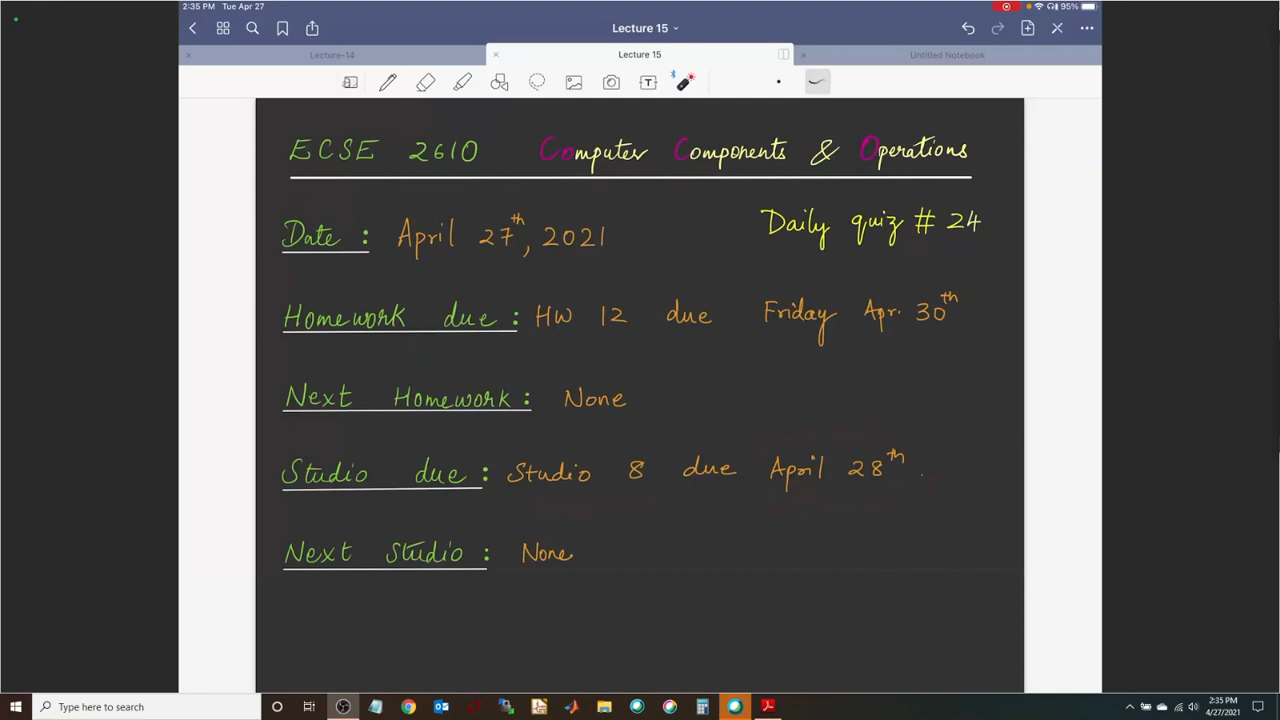 2:35 PM Tue Apr 27
95%
Lecture 15
Lecture-14
Lecture 15
Untitled Notebook
ECSE 2610 Computer Components & Operations
Date : April 27th, 2021
Daily quiz # 24
Homework due : HW 12 due Friday Apr. 30th
Next Homework : None
Studio due : Studio 8 due April 28th
Next Studio : None
Type here to search
2:35 PM
4/27/2021